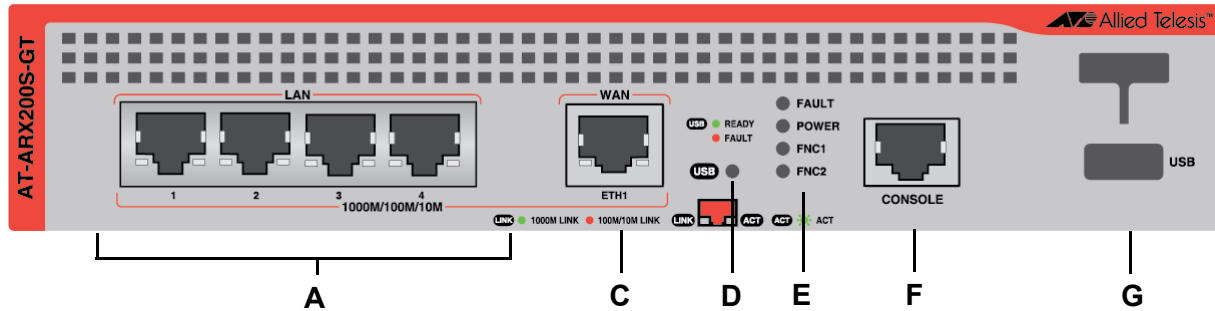 Allied Telesis™
AT-ARX200S-GT
LAN
WAN
1
2
3
4
ETH1
1000M/100M/10M
USB READY
FAULT
USB
FAULT
POWER
FNC1
FNC2
CONSOLE
USB
LINK 1000M LINK 100M/10M LINK
LINK ACT
ACT ACT
A
C
D
E
F
G